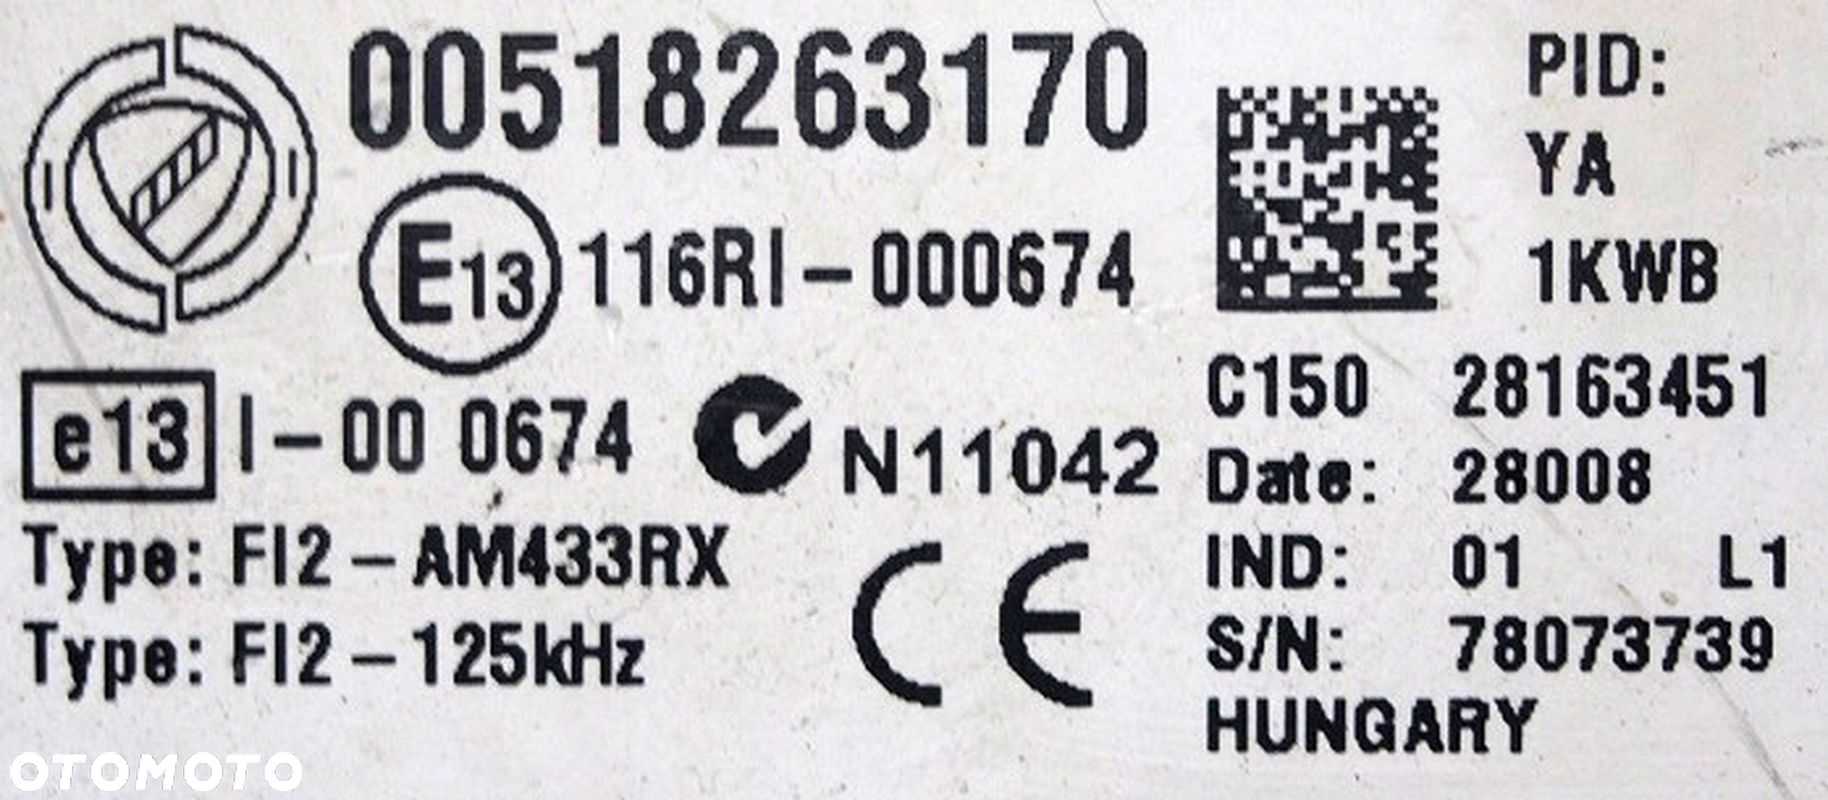 00518263170
E13 116RI-000674
e13 I-00 0674 N11042
Type: FI2-AM433RX
Type: FI2-125kHz
CE
PID:
YA
1KWB
C150 28163451
Date: 28008
IND: 01 L1
S/N: 78073739
HUNGARY
OTOMOTO